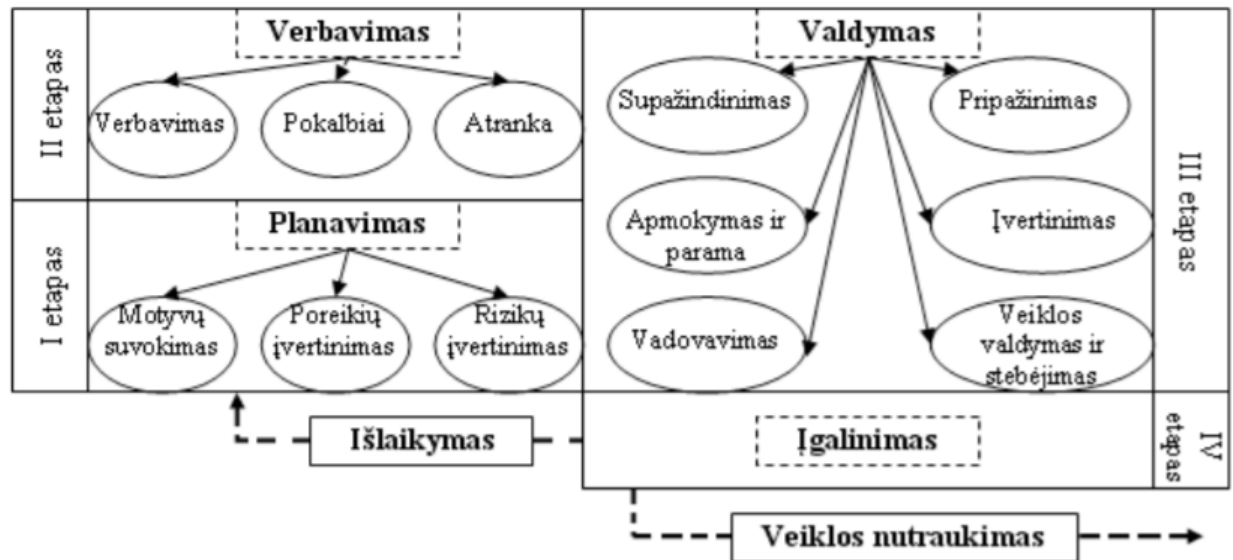 II etapas
Verbavimas
Verbavimas
Pokalbiai
Atranka
I etapas
Planavimas
Motyvų
suvokimas
Poreikių
įvertinimas
Rizikų
įvertinimas
Valdymas
Supažindinimas
Pripažinimas
Apmokymas ir
parama
Įvertinimas
Vadovavimas
Veiklos
valdymas ir
stebėjimas
III etapas
Išlaikymas
Įgalinimas
IV
etapas
Veiklos nutraukimas